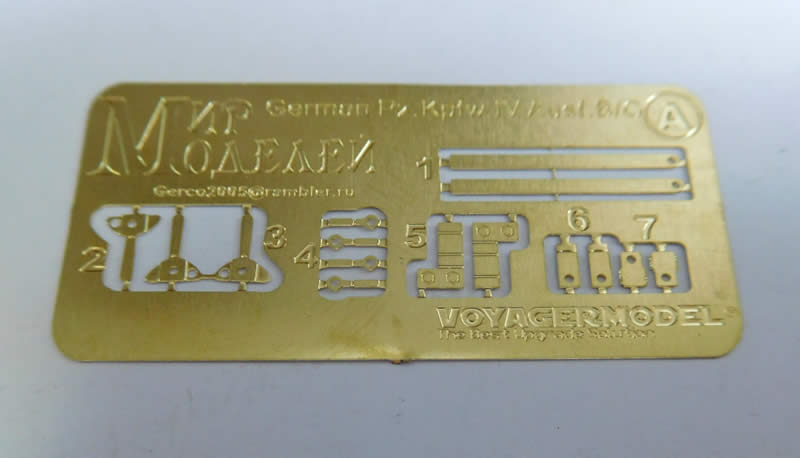 Мир Моделей
German Pz.Kpfw.IV Ausf.B/C
A
Gerco2005@rambler.ru
1
2
3
4
5
6
7
VOYAGERMODEL
The Best Upgrade Solution